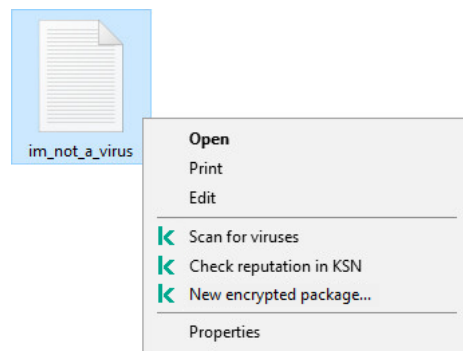 im_not_a_virus
Open
Print
Edit
Scan for viruses
Check reputation in KSN
New encrypted package...
Properties